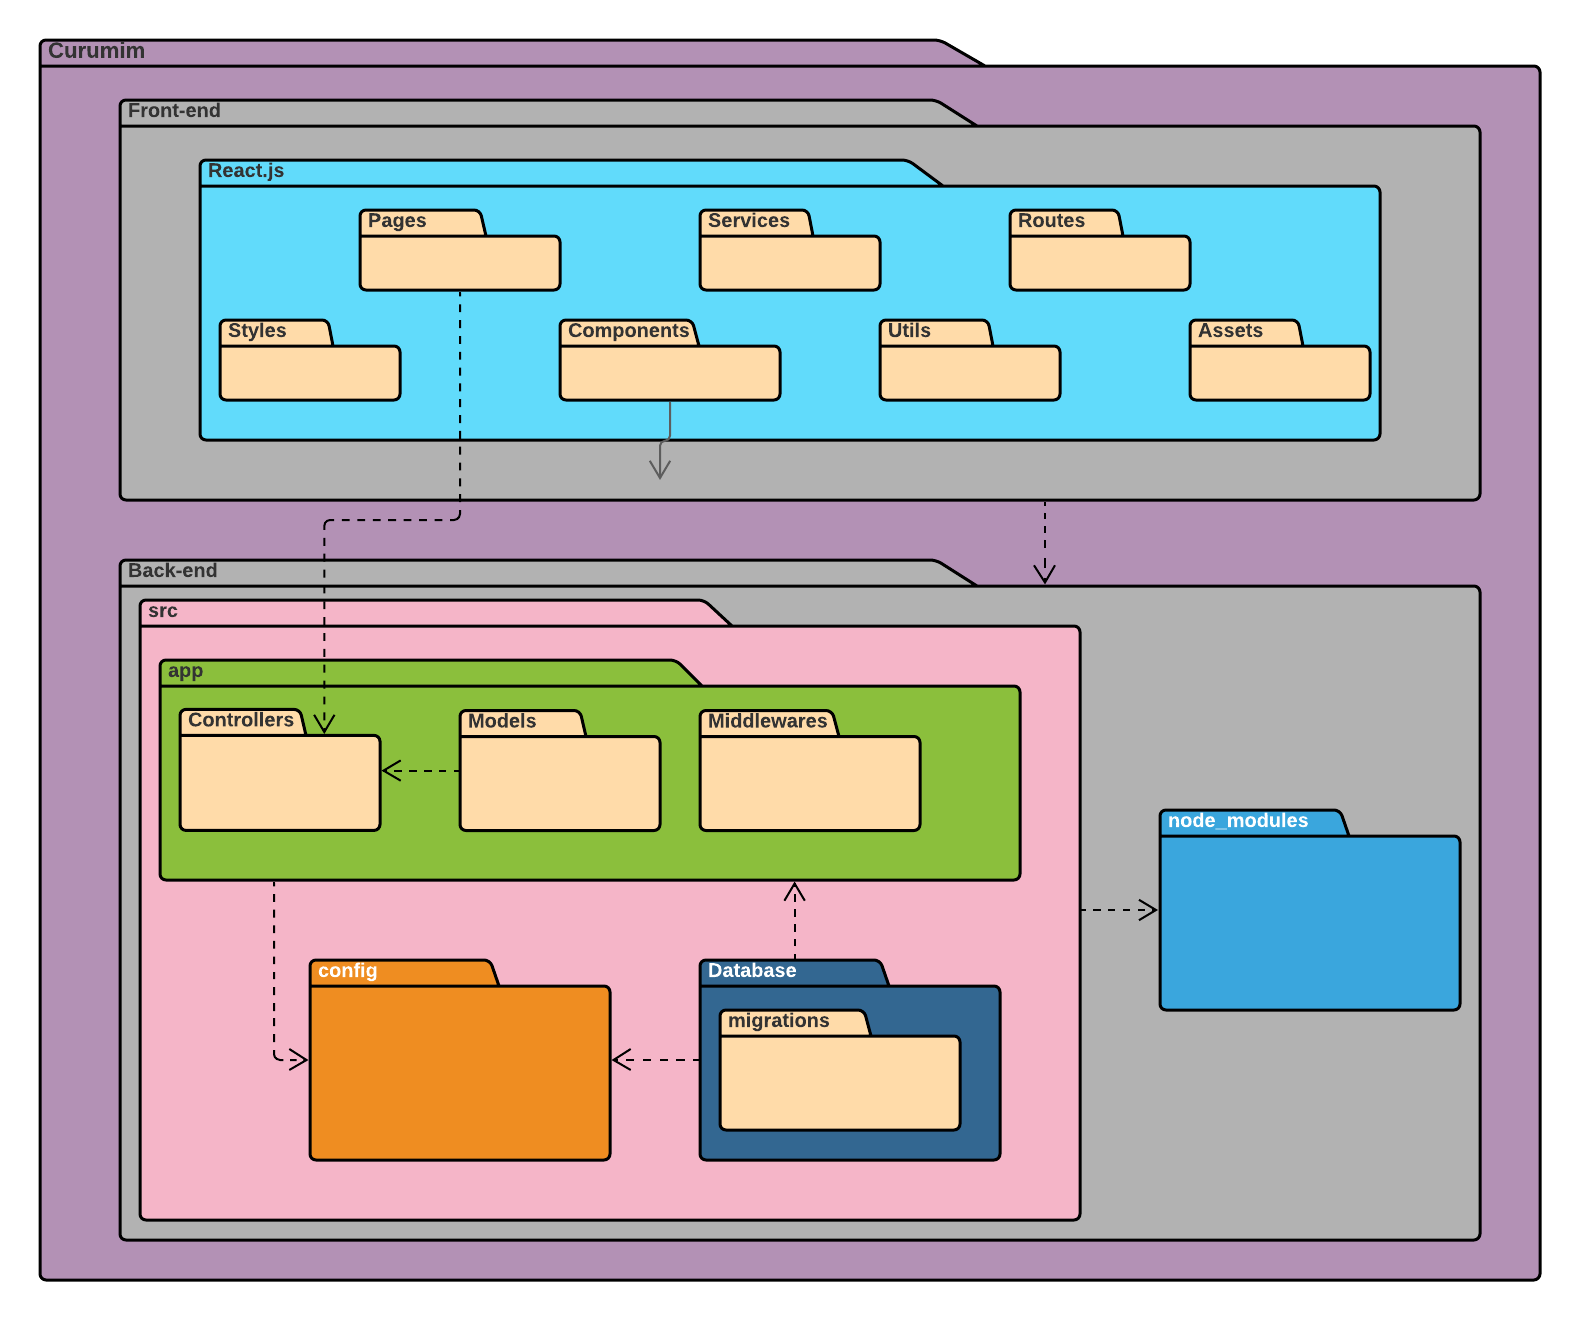 Curumim
Front-end
React.js
Pages
Services
Routes
Styles
Components
Utils
Assets
Back-end
src
app
Controllers
Models
Middlewares
node_modules
config
Database
migrations